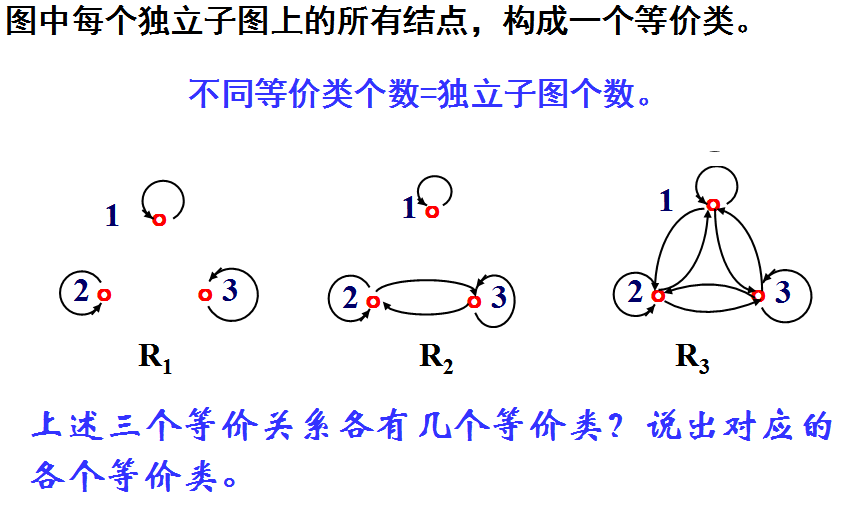 图中每个独立子图上的所有结点，构成一个等价类。
不同等价类个数=独立子图个数。
1
1
1
2
3
2
3
2
3
R₁
R₂
R₃
上述三个等价关系各有几个等价类？说出对应的
各个等价类。